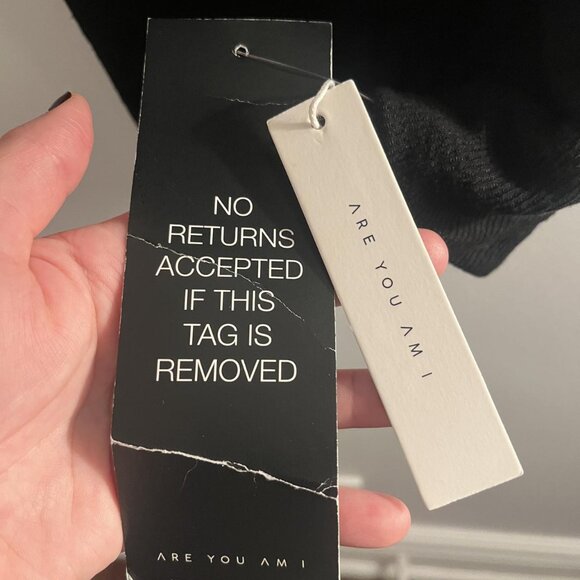 NO
RETURNS
ACCEPTED
IF THIS
TAG IS
REMOVED
ARE YOU AM I
ARE YOU AM I